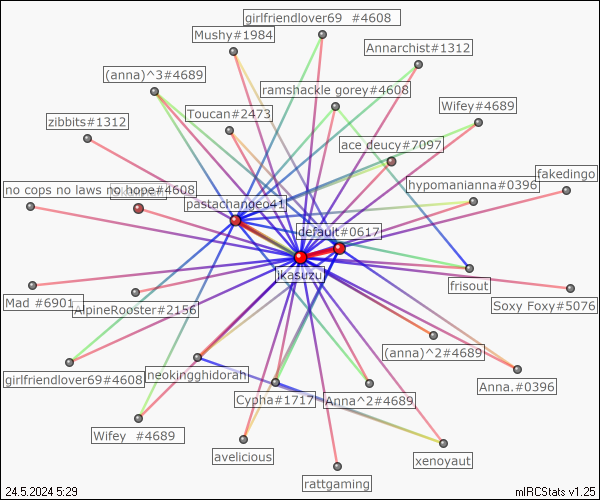 girlfriendlover69 #4608
Mushy#1984
Annarchist#1312
(anna)^3#4689
ramshackle gorey#4608
Toucan#2473
Wifey#4689
zibbits#1312
ace deucy#7097
fakedingo
no cops no laws no slope#4608
hypomanianna#0396
pastachangeo41
default#0617
ikasuzu
frisout
Mad #6901
AlpineRooster#2156
Soxy Foxy#5076
(anna)^2#4689
girlfriendlover69#4608
neokingghidorah
Anna.#0396
Cypha#1717
Anna^2#4689
Wifey #4689
avelicious
xenoyaut
rattgaming
24.5.2024 5:29
mIRCStats v1.25